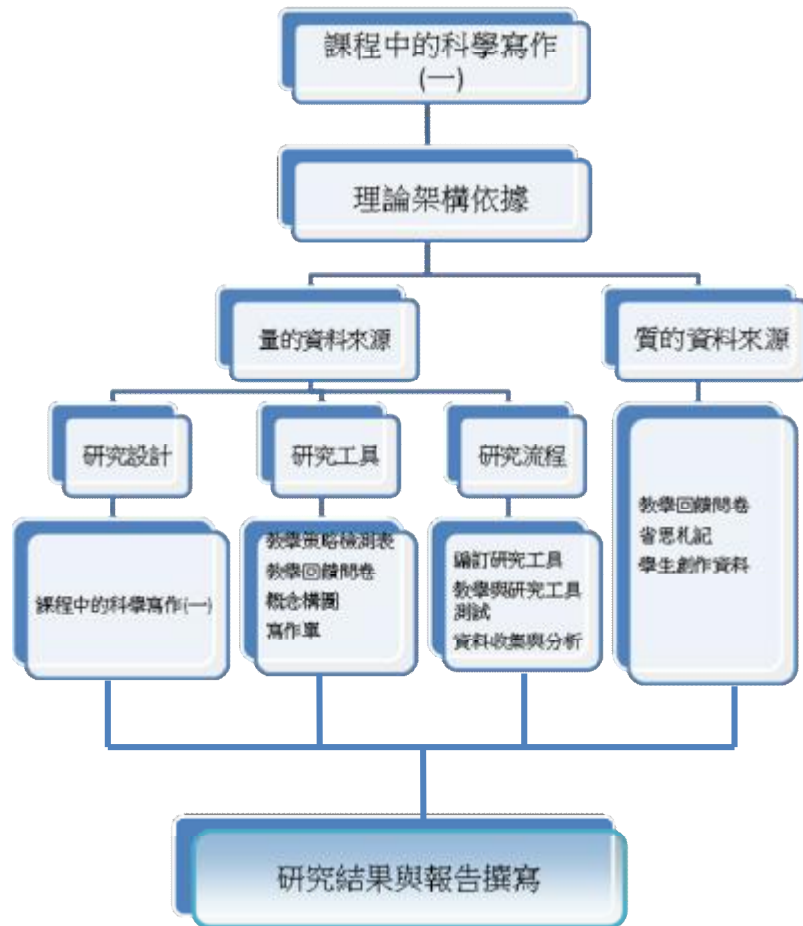 課程中的科學寫作
(一)
理論架構依據
量的資料來源
質的資料來源
研究設計
研究工具
研究流程
課程中的科學寫作(一)
教學策略檢測表
教學回饋問卷
概念構圖
寫作單
編訂研究工具
教學與研究工具
測試
資料收集與分析
教學回饋問卷
省思札記
學生創作資料
研究結果與報告撰寫